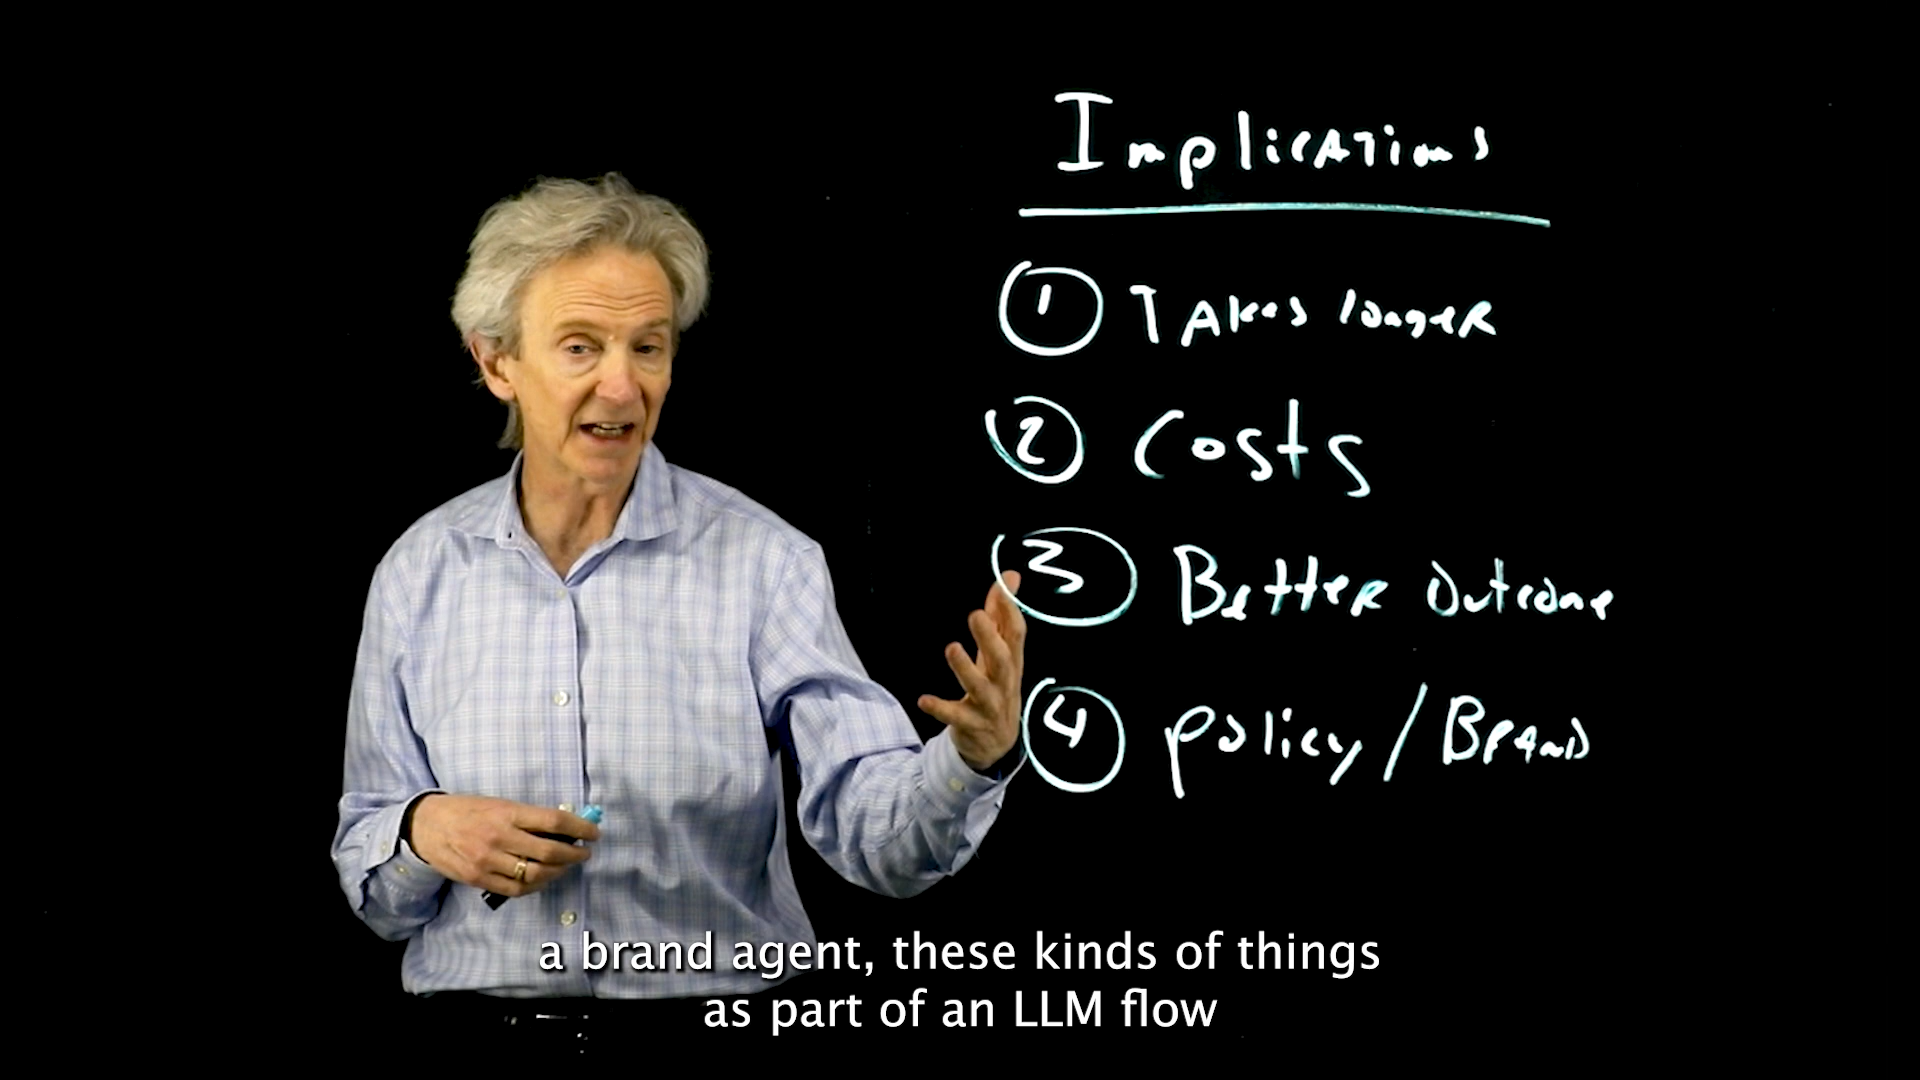 Implications
1 Takes longer
2 Costs
3 Better Outcome
4 Policy / Brand
a brand agent, these kinds of things
as part of an LLM flow